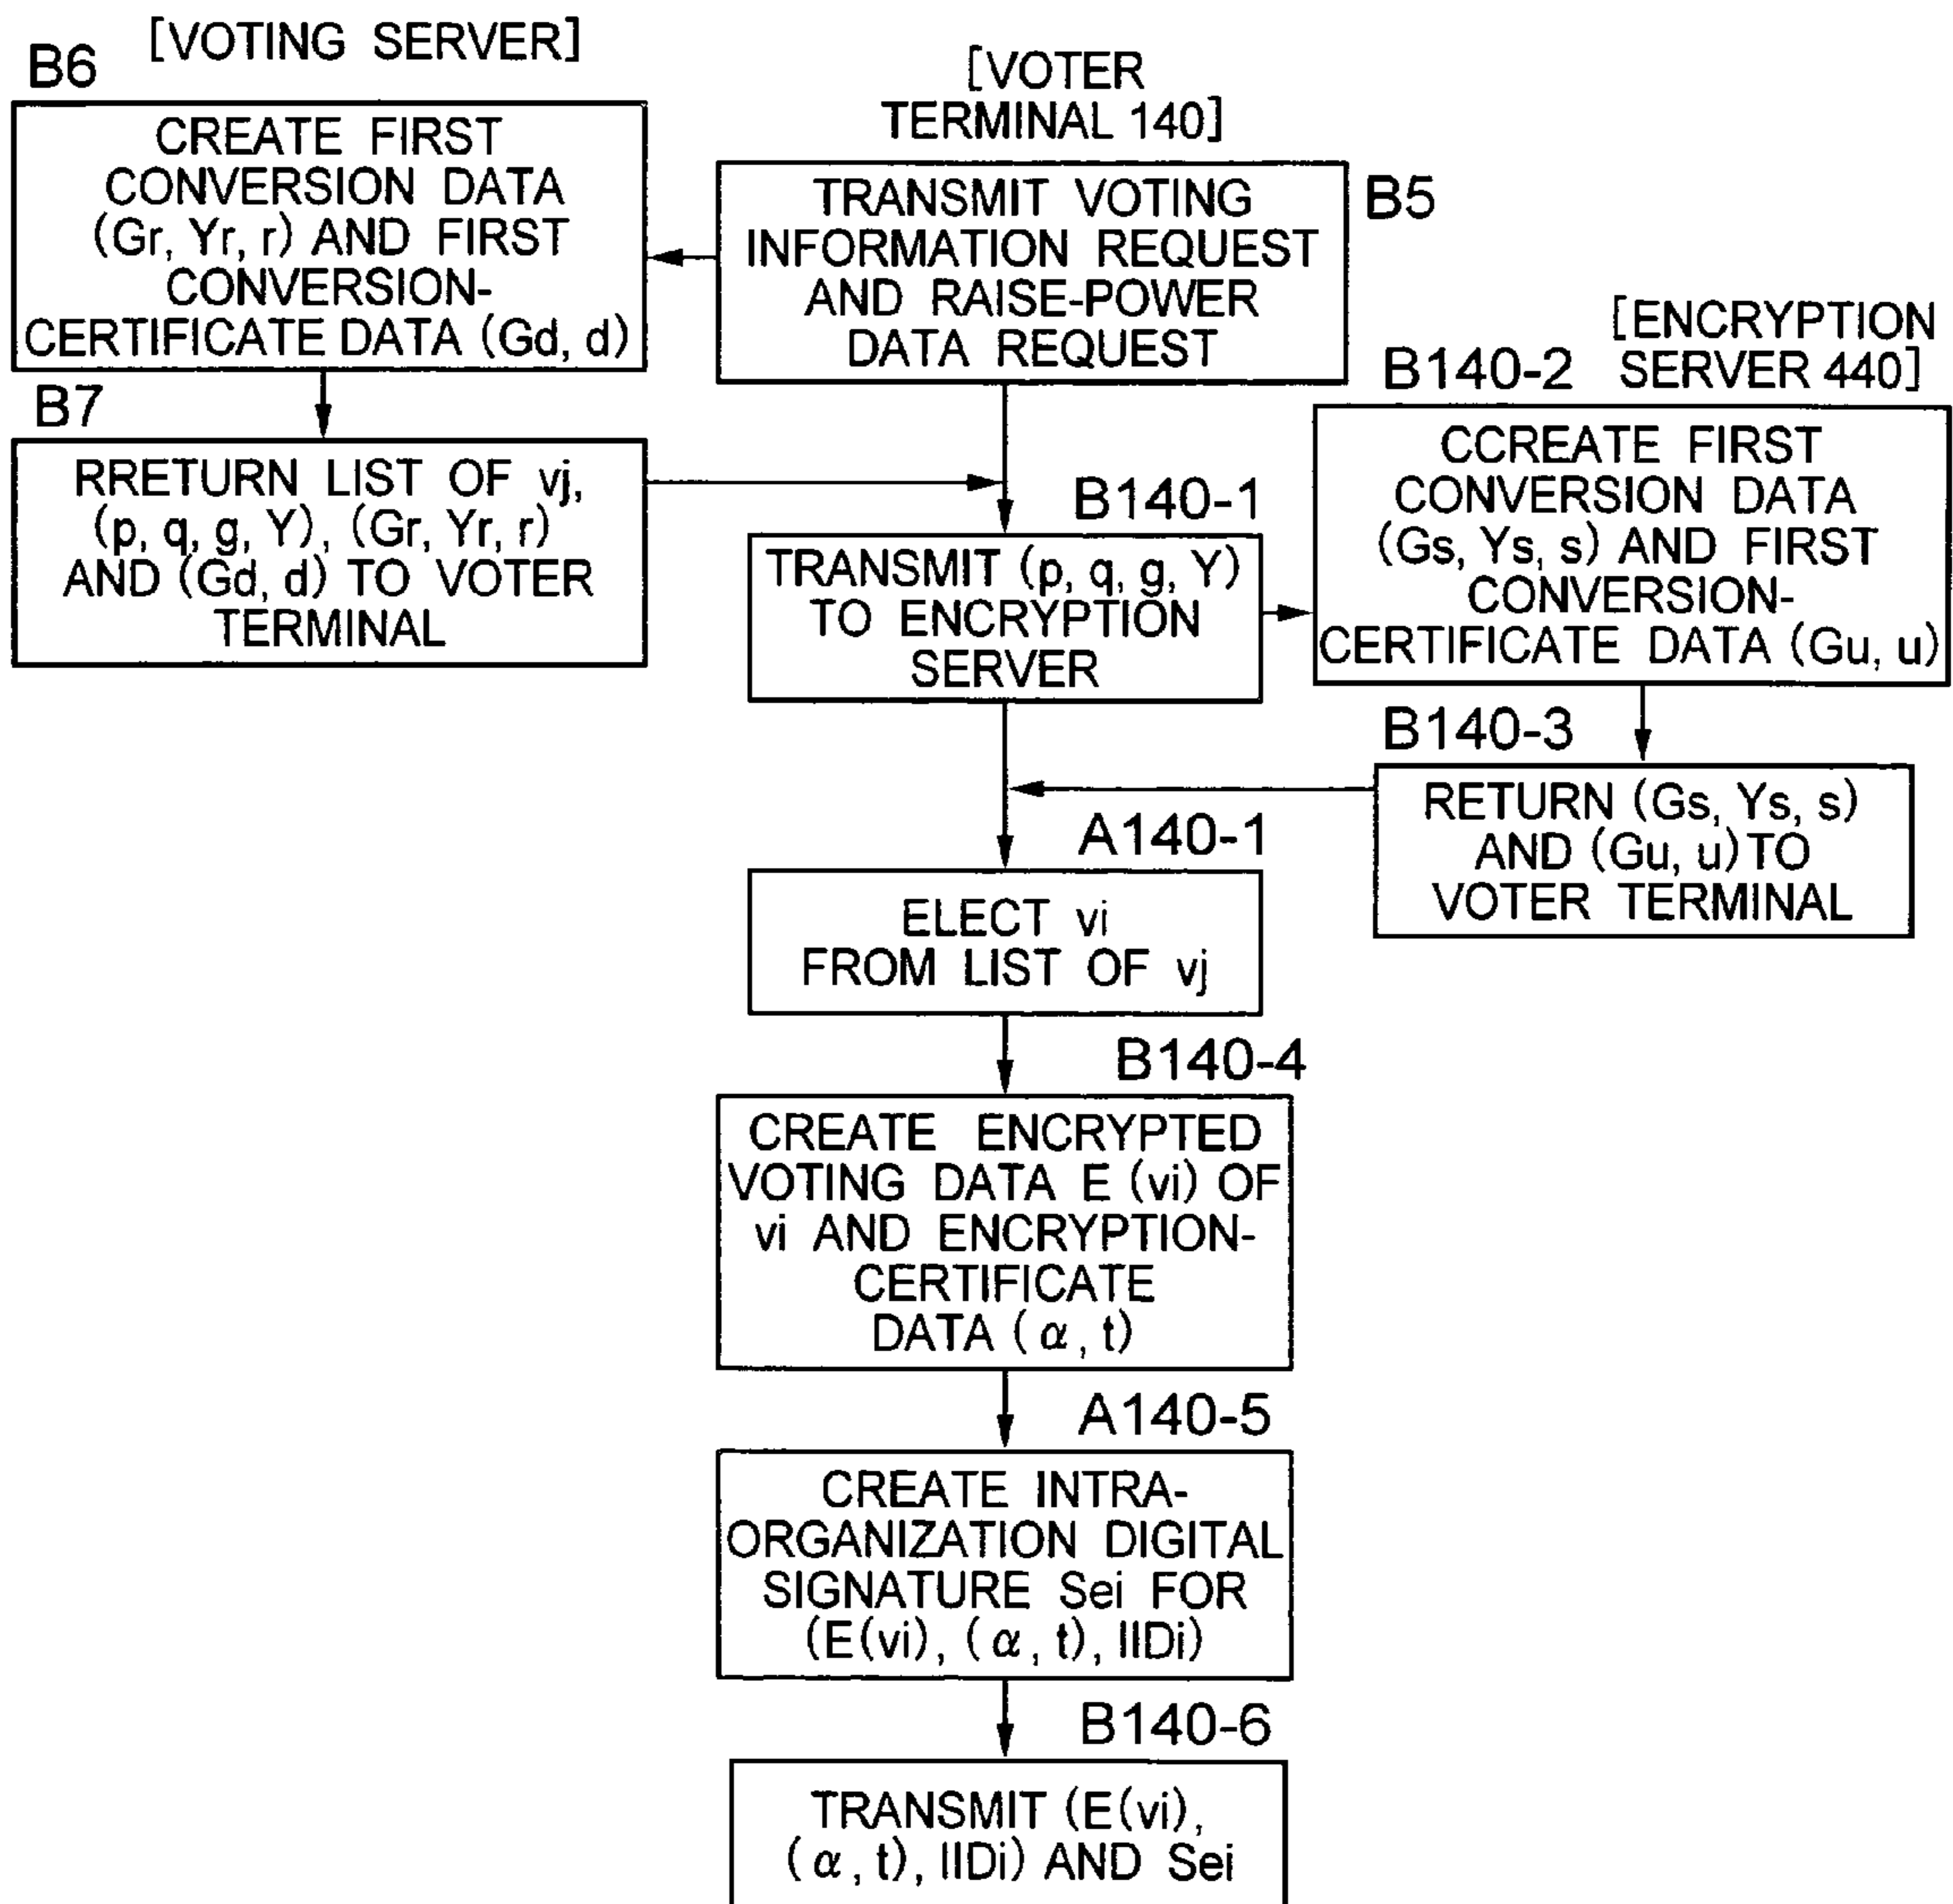 [VOTING SERVER]
B6
CREATE FIRST
CONVERSION DATA
(Gr, Yr, r) AND FIRST
CONVERSION-
CERTIFICATE DATA (Gd, d)
[VOTER
TERMINAL 140]
B5
TRANSMIT VOTING
INFORMATION REQUEST
AND RAISE-POWER
DATA REQUEST
B7
RRETURN LIST OF vj,
(p, q, g, Y), (Gr, Yr, r)
AND (Gd, d) TO VOTER
TERMINAL
B140-1
TRANSMIT (p, q, g, Y)
TO ENCRYPTION
SERVER
[ENCRYPTION
SERVER 440]
B140-2
CCREATE FIRST
CONVERSION DATA
(Gs, Ys, s) AND FIRST
CONVERSION-
CERTIFICATE DATA (Gu, u)
B140-3
RETURN (Gs, Ys, s)
AND (Gu, u) TO
VOTER TERMINAL
A140-1
ELECT vi
FROM LIST OF vj
B140-4
CREATE ENCRYPTED
VOTING DATA E (vi) OF
vi AND ENCRYPTION-
CERTIFICATE
DATA (α, t)
A140-5
CREATE INTRA-
ORGANIZATION DIGITAL
SIGNATURE Sei FOR
(E(vi), (α, t), IIDi)
B140-6
TRANSMIT (E(vi),
(α, t), IIDi) AND Sei